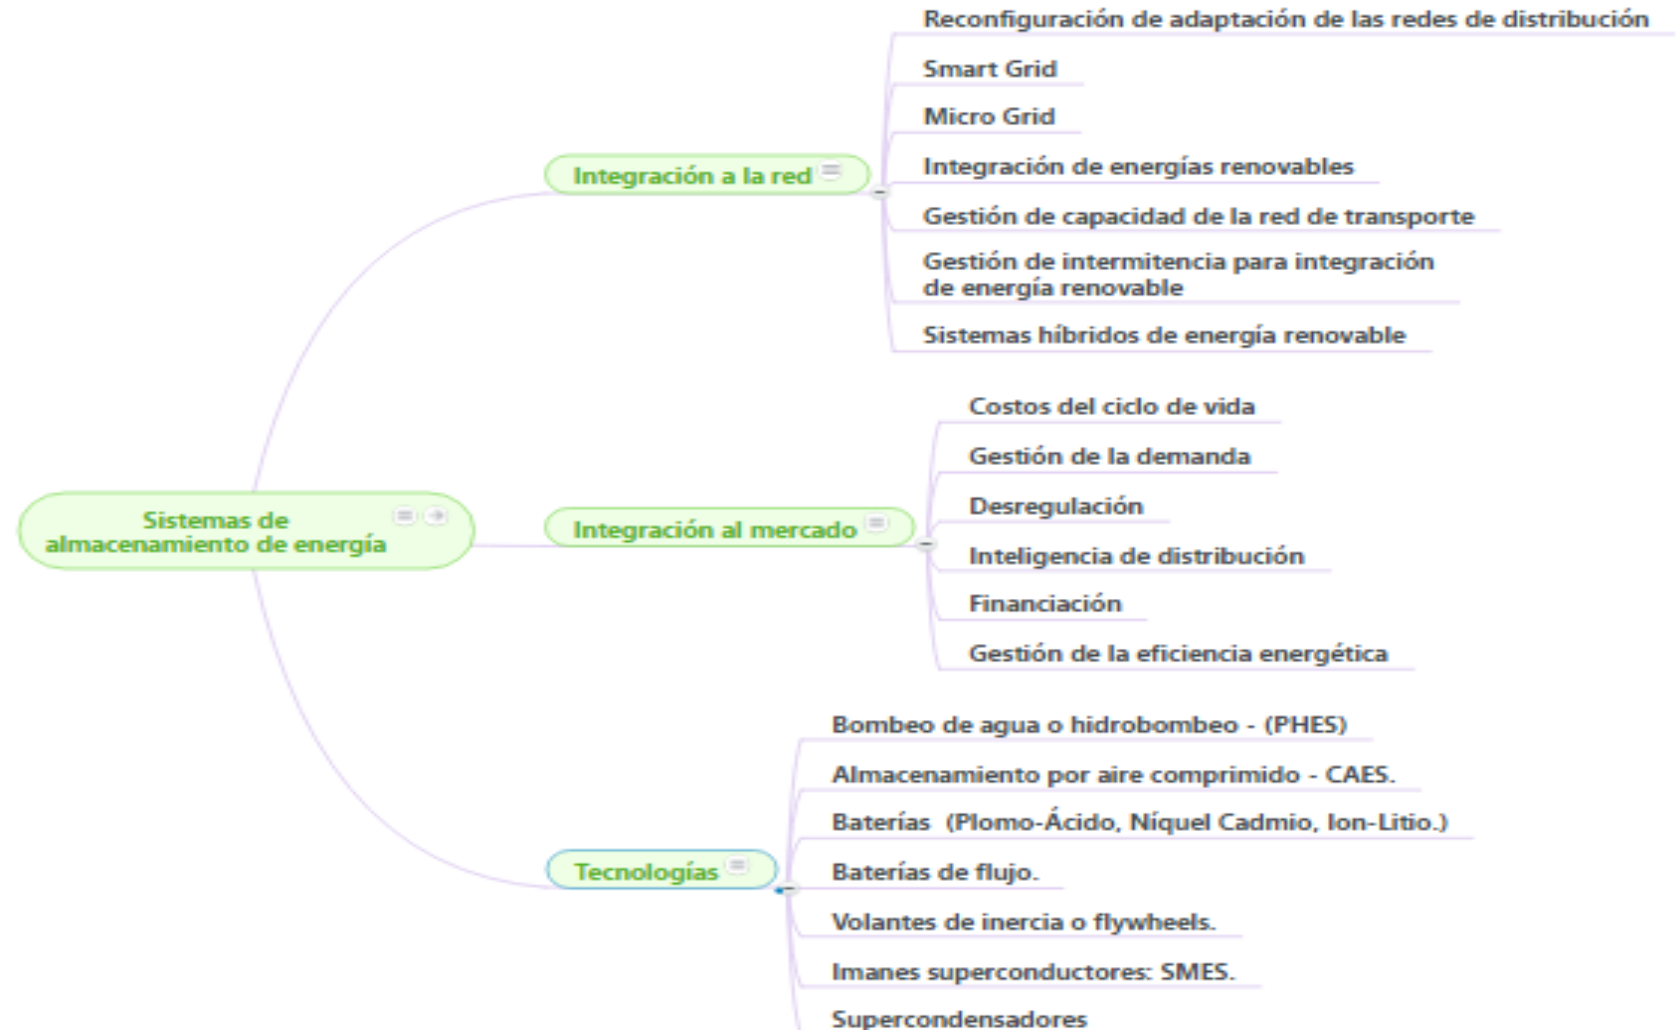 Sistemas de
almacenamiento de energía
Integración a la red
Reconfiguración de adaptación de las redes de distribución
Smart Grid
Micro Grid
Integración de energías renovables
Gestión de capacidad de la red de transporte
Gestión de intermitencia para integración
de energía renovable
Sistemas híbridos de energía renovable
Integración al mercado
Costos del ciclo de vida
Gestión de la demanda
Desregulación
Inteligencia de distribución
Financiación
Gestión de la eficiencia energética
Tecnologías
Bombeo de agua o hidrobombeo - (PHES)
Almacenamiento por aire comprimido - CAES.
Baterías (Plomo-Ácido, Níquel Cadmio, Ion-Litio.)
Baterías de flujo.
Volantes de inercia o flywheels.
Imanes superconductores: SMES.
Supercondensadores